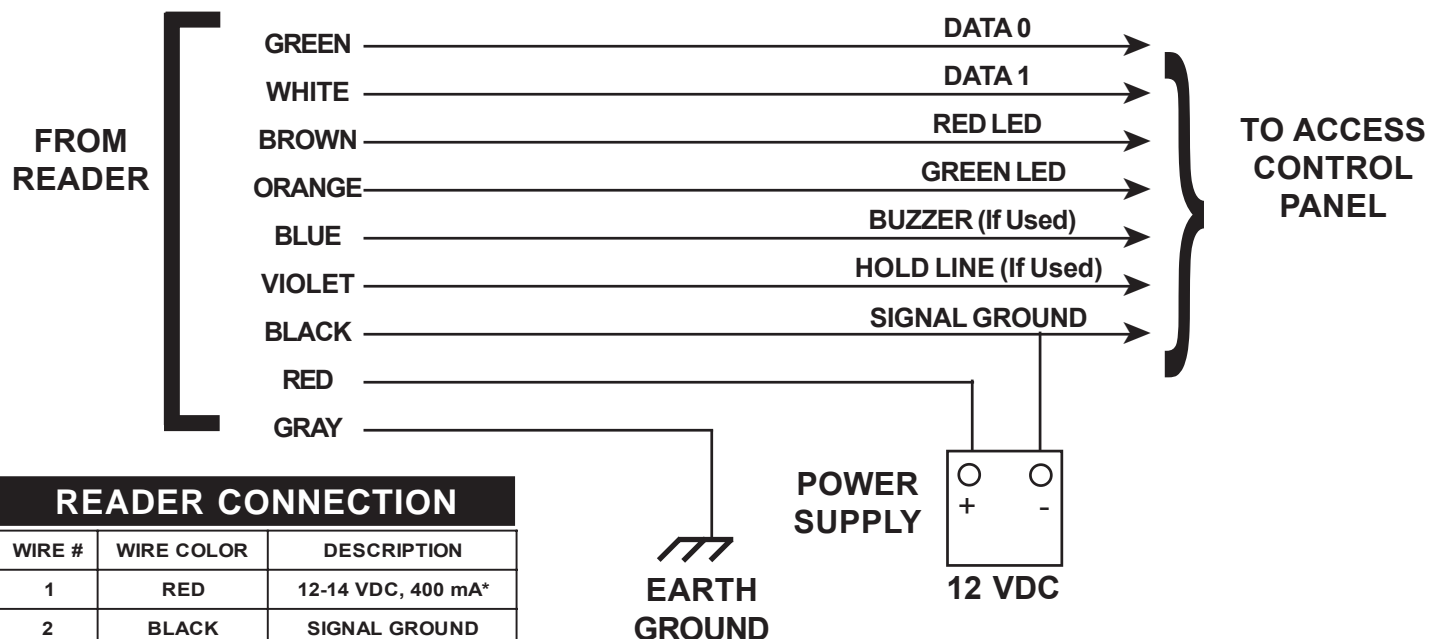 GREEN
DATA 0
WHITE
DATA 1
BROWN
RED LED
ORANGE
GREEN LED
BLUE
BUZZER (If Used)
VIOLET
HOLD LINE (If Used)
BLACK
SIGNAL GROUND
RED
GRAY
FROM
READER
TO ACCESS
CONTROL
PANEL
POWER
SUPPLY
+ -
12 VDC
EARTH
GROUND
READER CONNECTION
WIRE # WIRE COLOR DESCRIPTION
1 RED 12-14 VDC, 400 mA*
2 BLACK SIGNAL GROUND